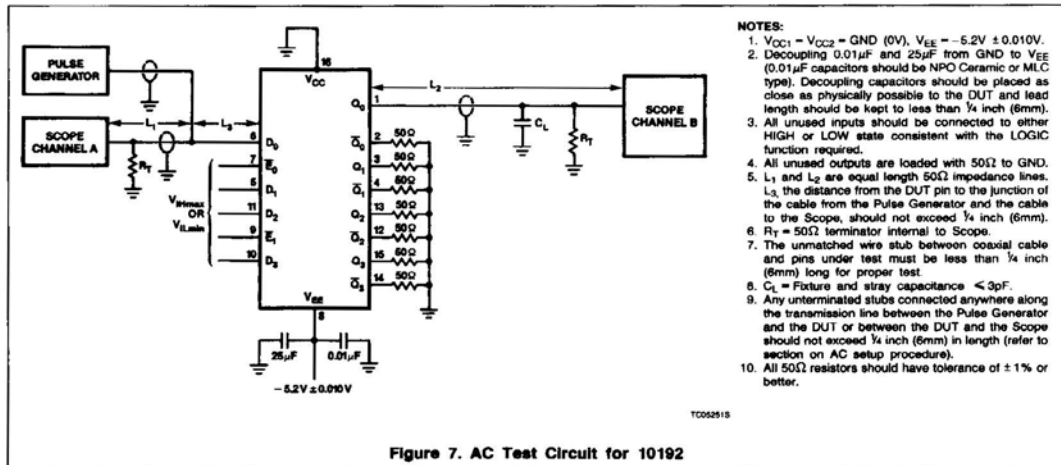 PULSE
GENERATOR
SCOPE
CHANNEL A
L₁
L₃
RT
VIHmax
OR
VILmin
16
VCC
6 D₀
7 E̅₀
5 D₁
11 D₂
9 E̅₁
10 D₃
Q₀ 1
Q̅₀ 2 50Ω
Q₁ 3 50Ω
Q̅₁ 4 50Ω
Q₂ 13 50Ω
Q̅₂ 12 50Ω
Q₃ 15 50Ω
Q̅₃ 14 50Ω
VEE
8
25μF
0.01μF
−5.2V ±0.010V
L₂
CL
RT
SCOPE
CHANNEL B
NOTES:
1. VCC1 = VCC2 = GND (0V), VEE = −5.2V ±0.010V.
2. Decoupling 0.01μF and 25μF from GND to VEE
(0.01μF capacitors should be NPO Ceramic or MLC
type). Decoupling capacitors should be placed as
close as physically possible to the DUT and lead
length should be kept to less than ¼ inch (6mm).
3. All unused inputs should be connected to either
HIGH or LOW state consistent with the LOGIC
function required.
4. All unused outputs are loaded with 50Ω to GND.
5. L₁ and L₂ are equal length 50Ω impedance lines.
L₃, the distance from the DUT pin to the junction of
the cable from the Pulse Generator and the cable
to the Scope, should not exceed ¼ inch (6mm).
6. RT = 50Ω terminator internal to Scope.
7. The unmatched wire stub between coaxial cable
and pins under test must be less than ¼ inch
(6mm) long for proper test.
8. CL = Fixture and stray capacitance ≤ 3pF.
9. Any unterminated stubs connected anywhere along
the transmission line between the Pulse Generator
and the DUT or between the DUT and the Scope
should not exceed ¼ inch (6mm) in length (refer to
section on AC setup procedure).
10. All 50Ω resistors should have tolerance of ±1% or
better.
TC05251S
Figure 7. AC Test Circuit for 10192